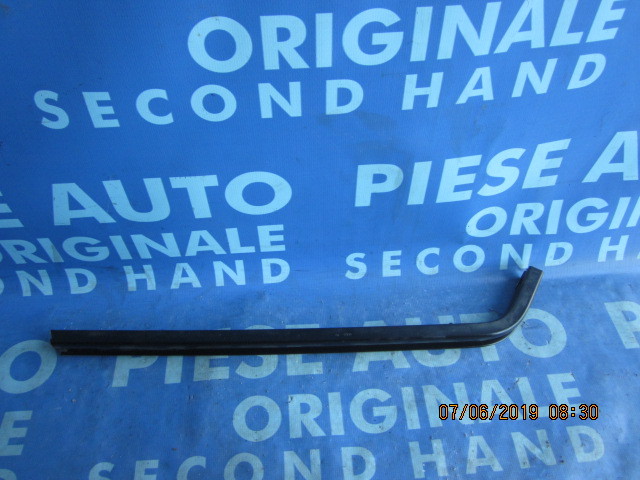 ORIGINALE
SECOND HAND
PIESE AUTO
ORIGINALE
SECOND HAND
PIESE AUTO
ORIGINALE
SECOND HAND
PIESE AUTO
ORIGINALE
SECOND HAND
07/06/2019 08:30